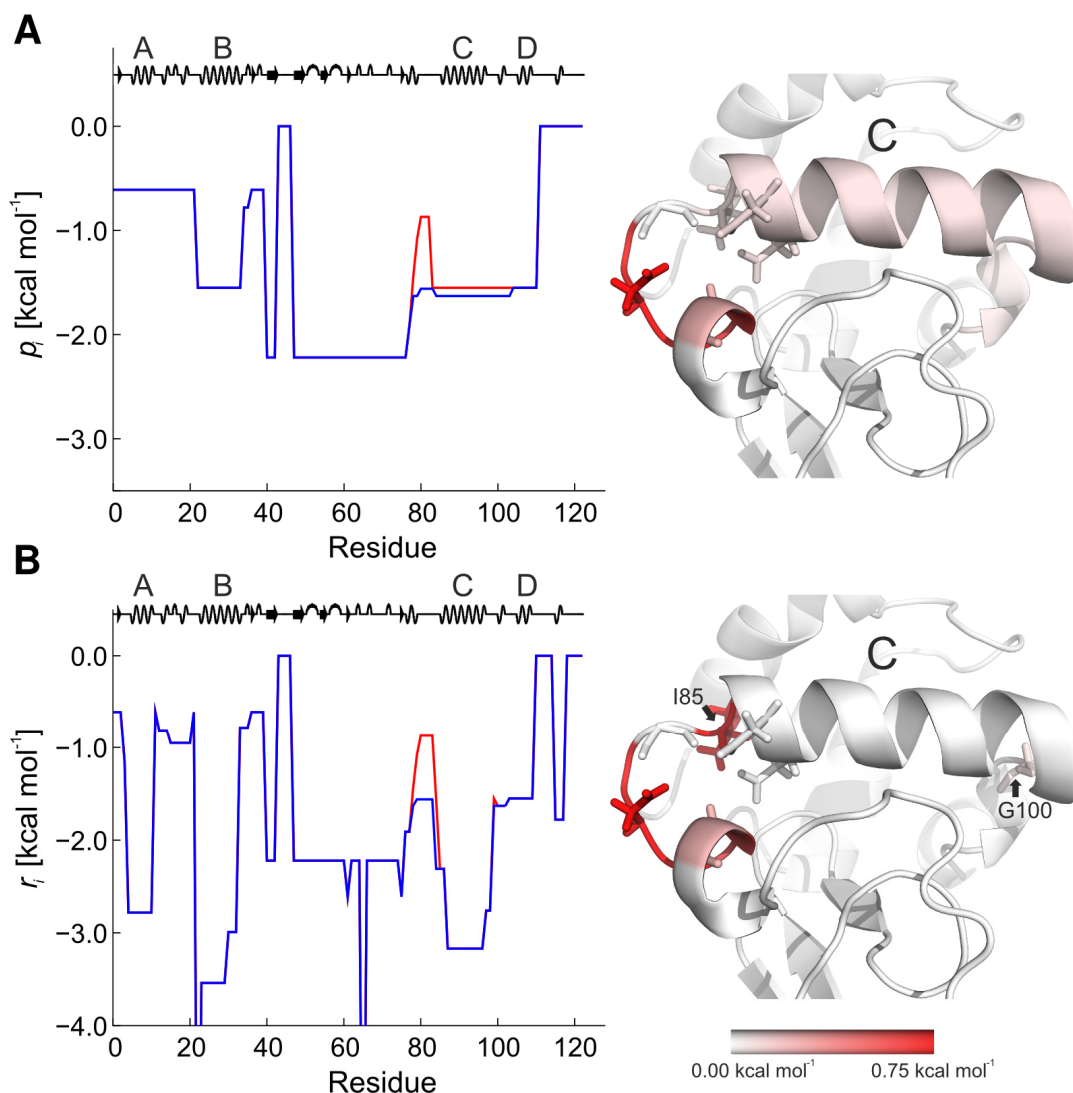 A
A B C D
0.0
−1.0
−2.0
−3.0
pi [kcal mol-1]
0 20 40 60 80 100 120
Residue
C
B
A B C D
0.0
−1.0
−2.0
−3.0
−4.0
ri [kcal mol-1]
0 20 40 60 80 100 120
Residue
C
I85
G100
0.00 kcal mol-1 0.75 kcal mol-1